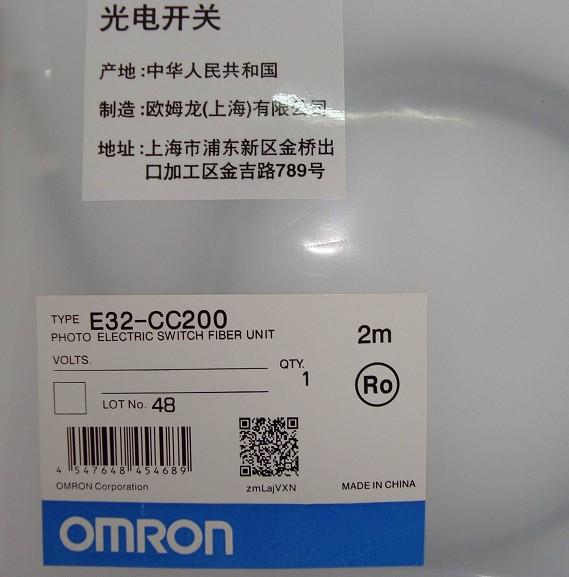 光电开关
产地:中华人民共和国
制造:欧姆龙(上海)有限公司
地址:上海市浦东新区金桥出
口加工区金吉路789号
TYPE E32-CC200 2m
PHOTO ELECTRIC SWITCH FIBER UNIT
VOLTS.
QTY. 1
Ro
LOT No. 48
4 547648 454689
zmLajVXN
OMRON Corporation
MADE IN CHINA
OMRON